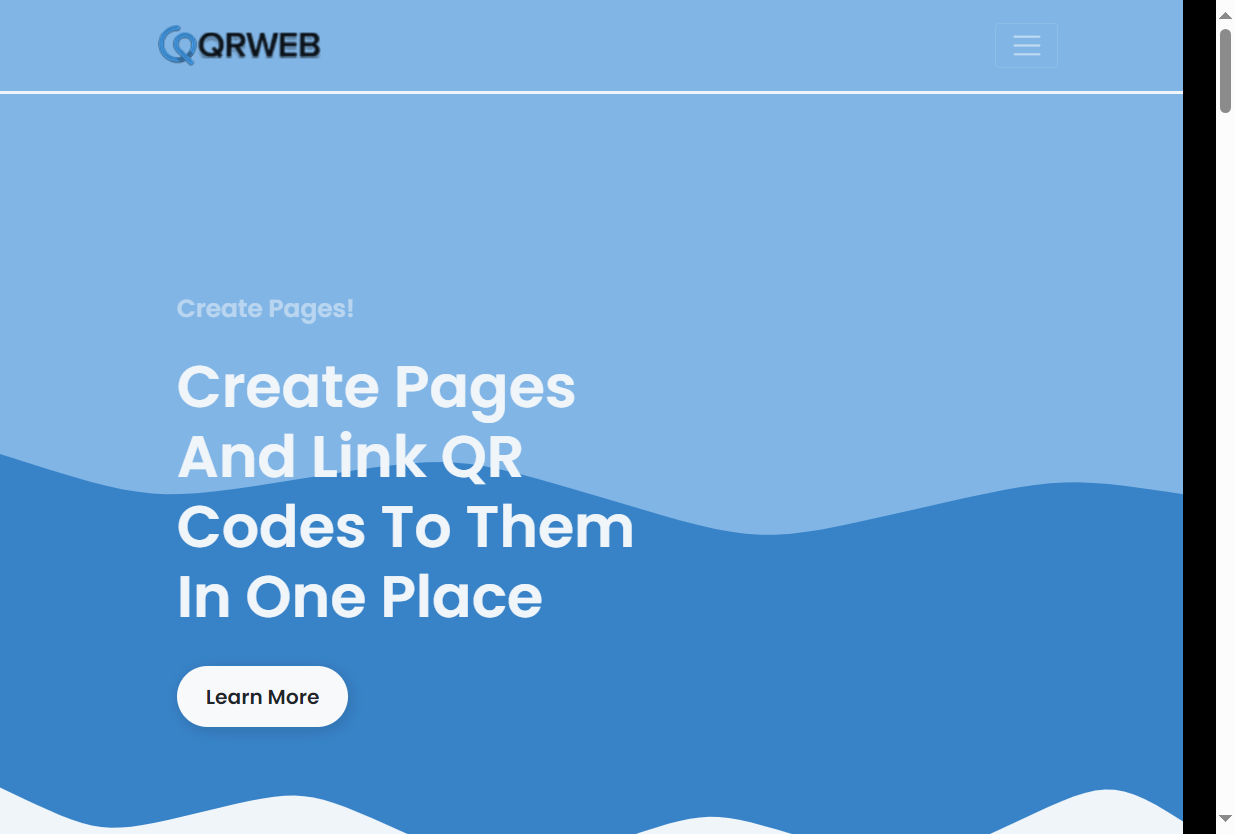 QRWEB
Create Pages!
Create Pages
And Link QR
Codes To Them
In One Place
Learn More